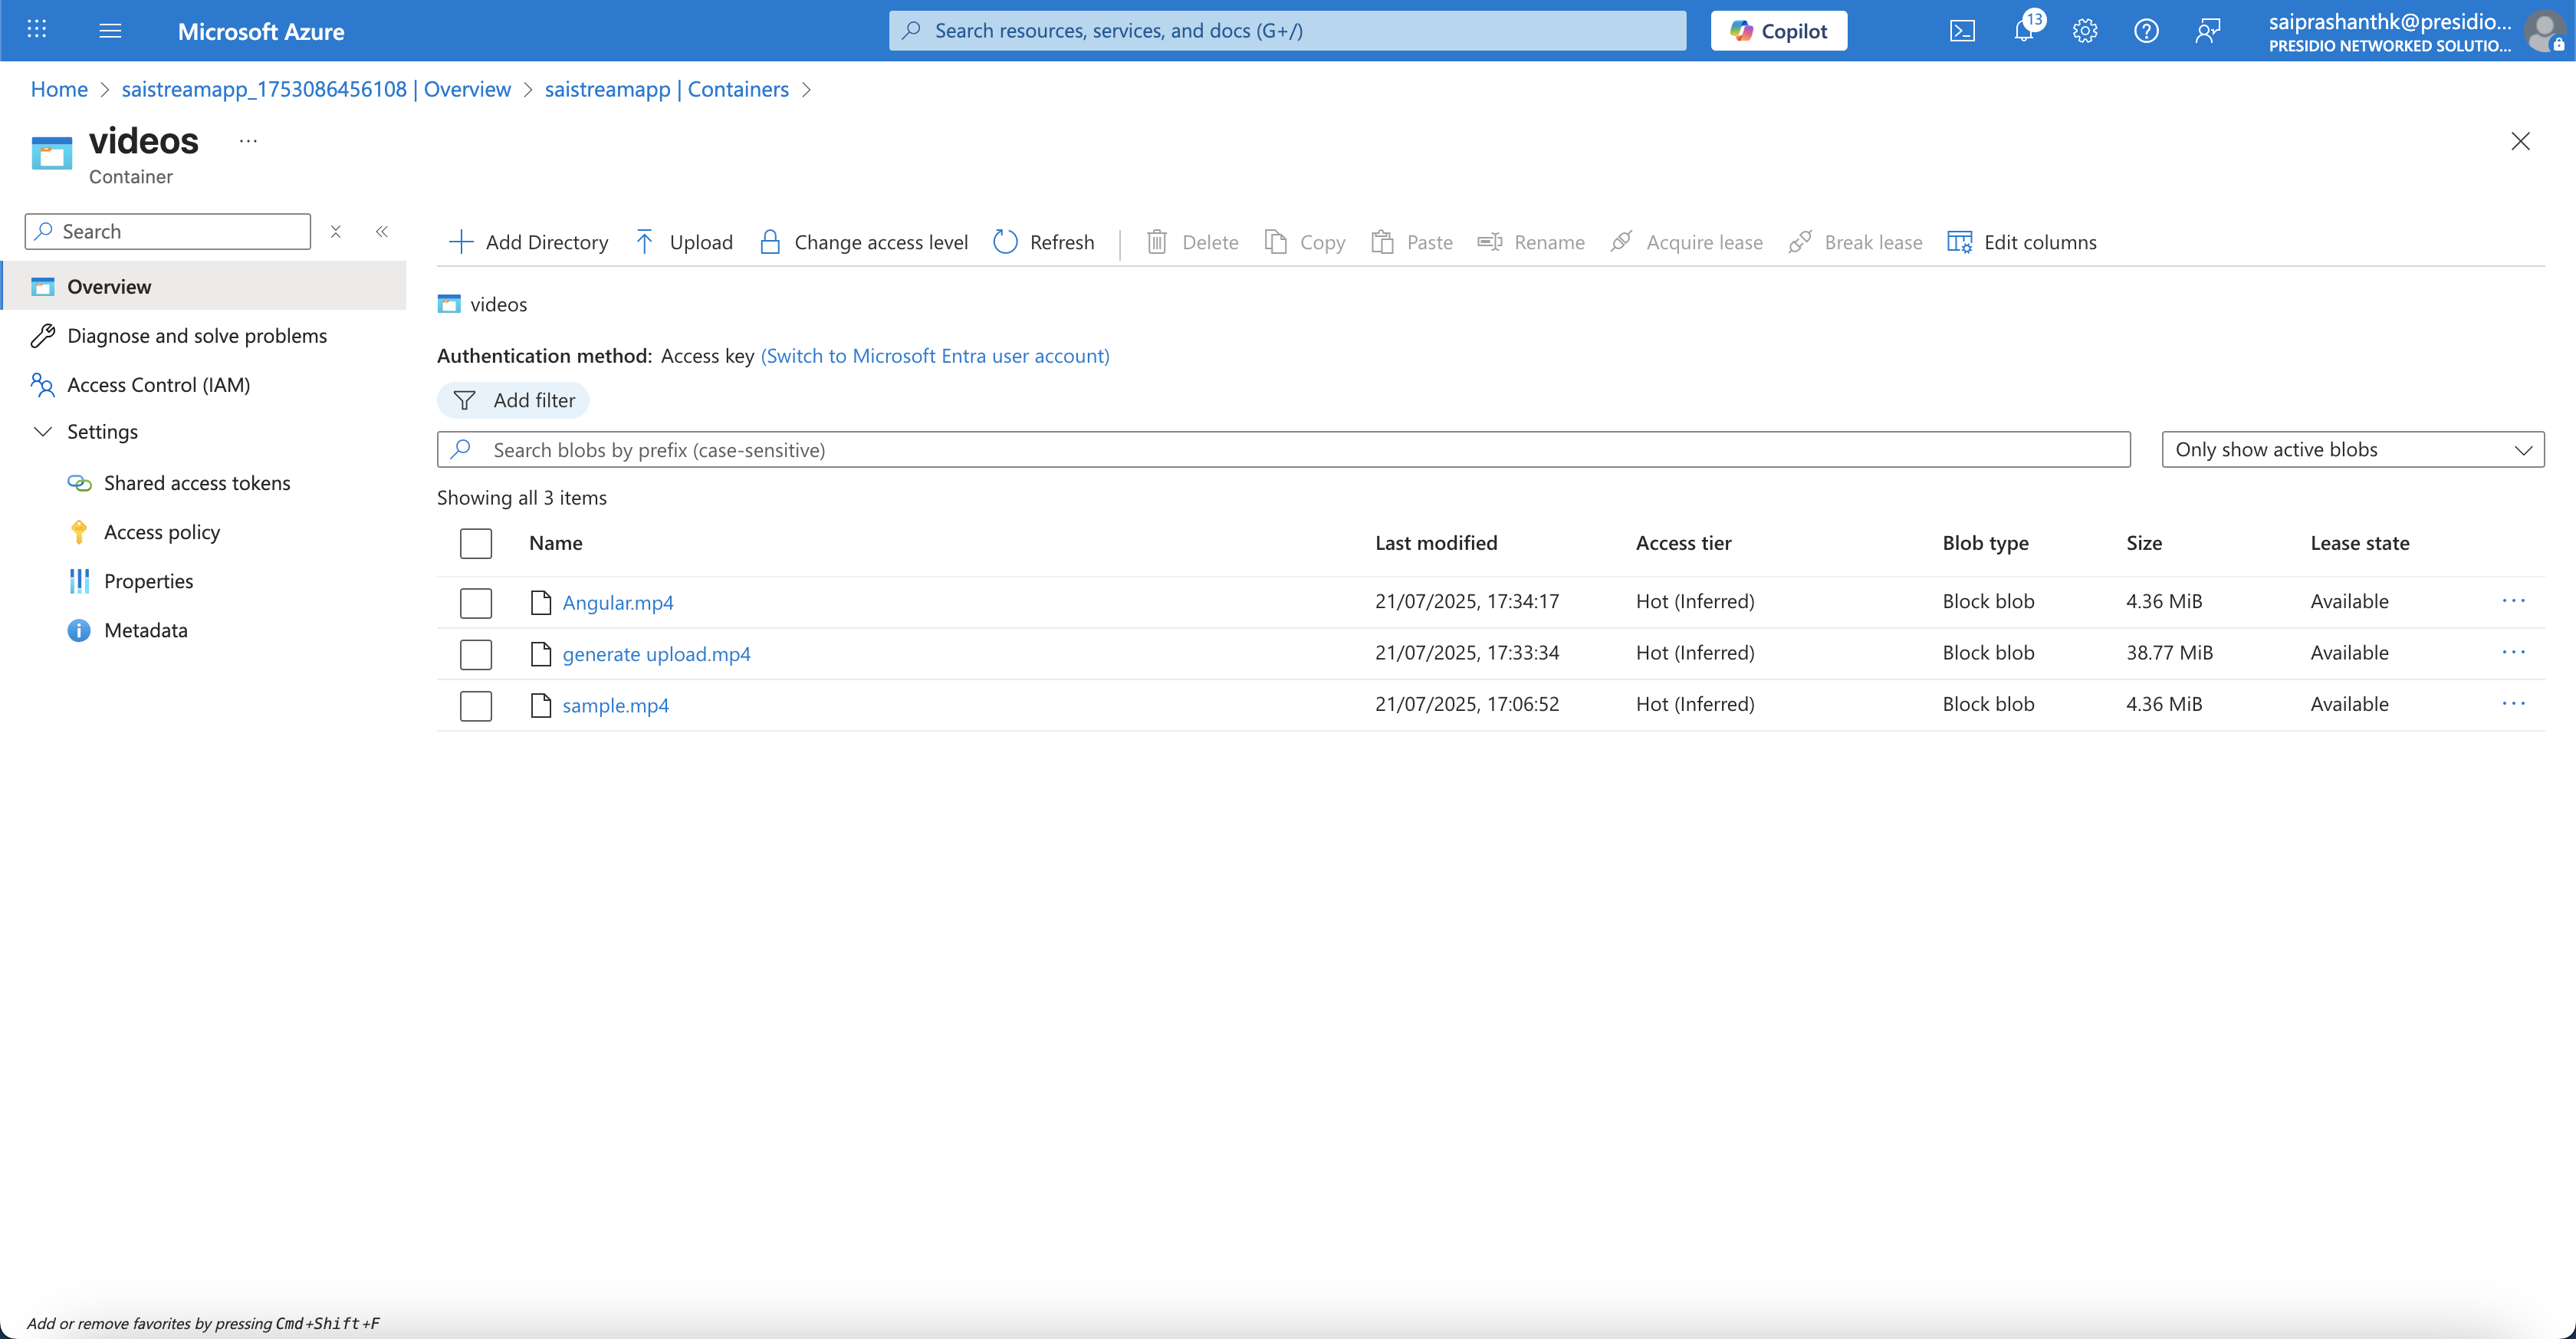 Microsoft Azure
Search resources, services, and docs (G+/)
Copilot
13
saiprashanthk@presidio...
PRESIDIO NETWORKED SOLUTIO...
Home > saistreamapp_1753086456108 | Overview > saistreamapp | Containers >
videos ...
Container
Search
Overview
Diagnose and solve problems
Access Control (IAM)
Settings
Shared access tokens
Access policy
Properties
Metadata
Add Directory Upload Change access level Refresh Delete Copy Paste Rename Acquire lease Break lease Edit columns
videos
Authentication method: Access key (Switch to Microsoft Entra user account)
Add filter
Search blobs by prefix (case-sensitive)
Only show active blobs
Showing all 3 items
Name Last modified Access tier Blob type Size Lease state
Angular.mp4 21/07/2025, 17:34:17 Hot (Inferred) Block blob 4.36 MiB Available ...
generate upload.mp4 21/07/2025, 17:33:34 Hot (Inferred) Block blob 38.77 MiB Available ...
sample.mp4 21/07/2025, 17:06:52 Hot (Inferred) Block blob 4.36 MiB Available ...
Add or remove favorites by pressing Cmd+Shift+F